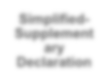 Simplified-
Supplement
ary
Declaration